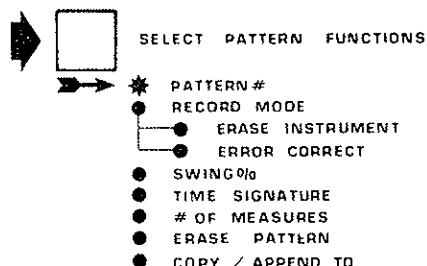 SELECT PATTERN FUNCTIONS
PATTERN#
RECORD MODE
ERASE INSTRUMENT
ERROR CORRECT
SWING%
TIME SIGNATURE
# OF MEASURES
ERASE PATTERN
COPY / APPEND TO